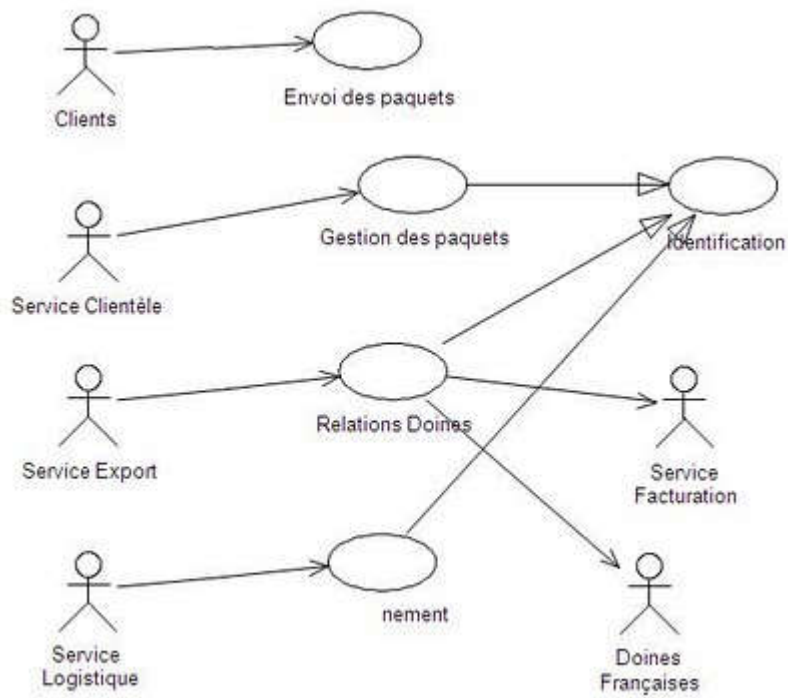 Clients
Envoi des paquets
Gestion des paquets
Identification
Service Clientèle
Relations Doines
Service Export
Service
Facturation
nement
Service
Logistique
Doines
Françaises